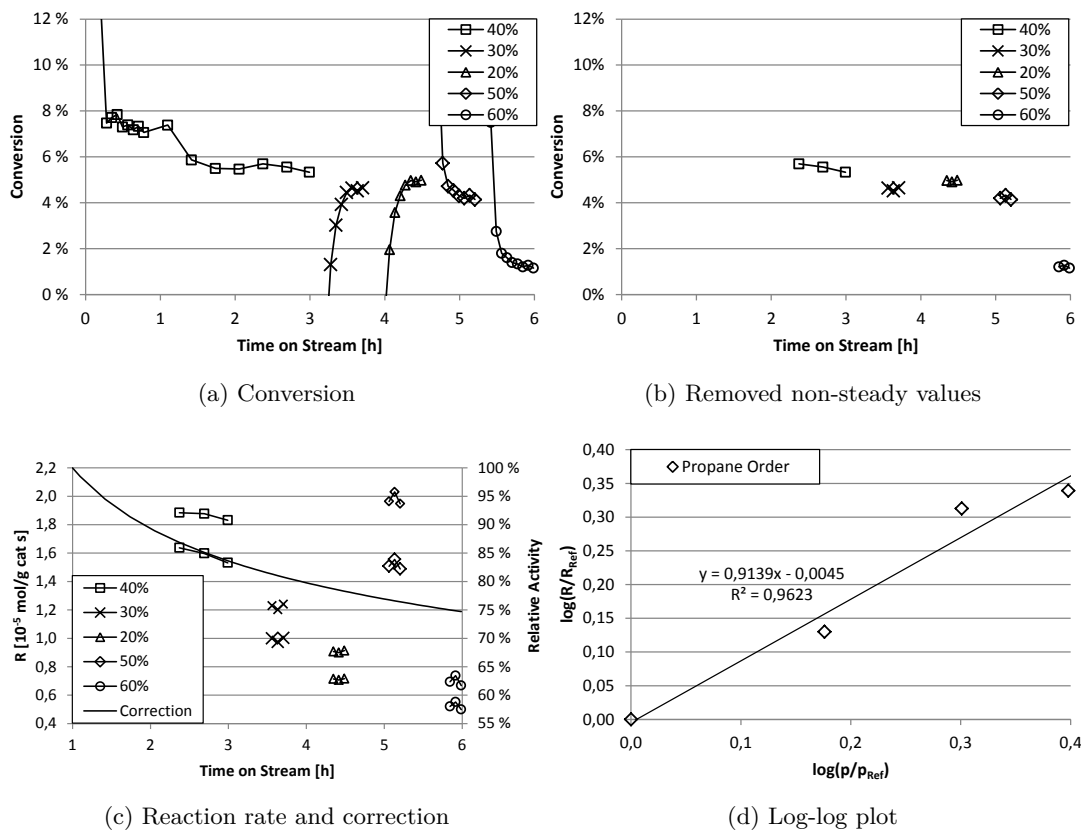 12 %
10 %
8 %
6 %
4 %
2 %
0 %
Conversion
0 1 2 3 4 5 6
Time on Stream [h]
40%
30%
20%
50%
60%
(a) Conversion
12 %
10 %
8 %
6 %
4 %
2 %
0 %
Conversion
0 1 2 3 4 5 6
Time on Stream [h]
40%
30%
20%
50%
60%
(b) Removed non-steady values
2,2
2,0
1,8
1,6
1,4
1,2
1,0
0,8
0,6
0,4
R [10⁻⁵ mol/g cat s]
40%
30%
20%
50%
60%
Correction
100 %
95 %
90 %
85 %
80 %
75 %
70 %
65 %
60 %
55 %
Relative Activity
1 2 3 4 5 6
Time on Stream [h]
(c) Reaction rate and correction
0,40
0,35
0,30
0,25
0,20
0,15
0,10
0,05
0,00
log(R/R_Ref)
Propane Order
y = 0,9139x - 0,0045
R² = 0,9623
0,0 0,1 0,2 0,3 0,4
log(p/p_Ref)
(d) Log-log plot